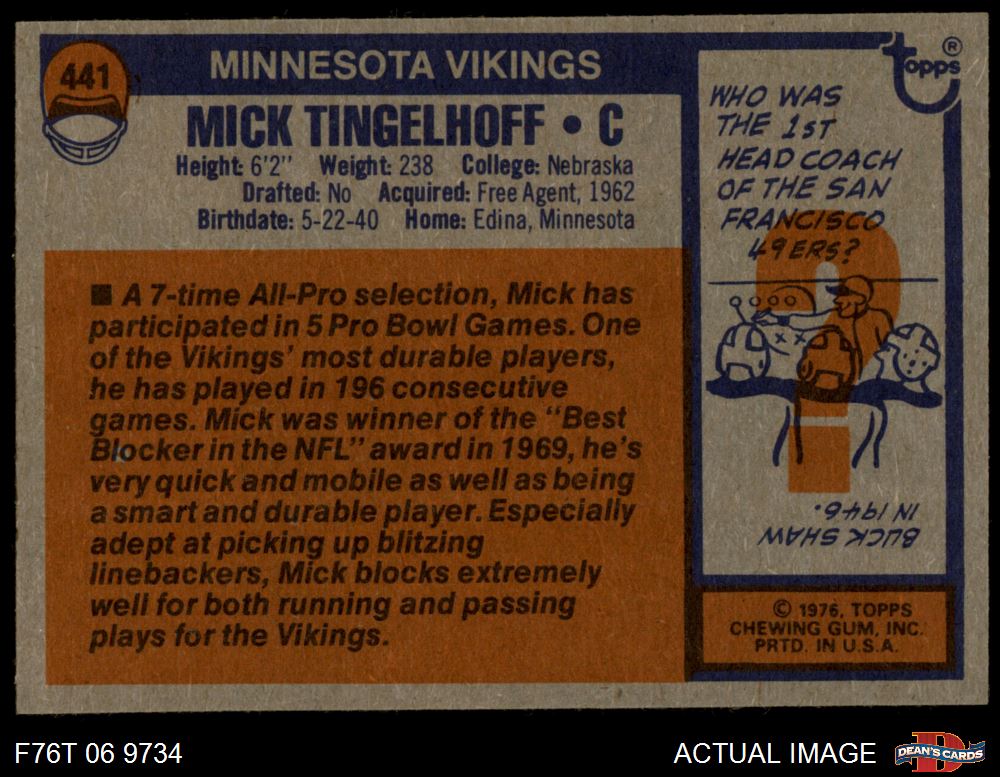 441
MINNESOTA VIKINGS
MICK TINGELHOFF • C
Height: 6'2" Weight: 238 College: Nebraska
Drafted: No Acquired: Free Agent, 1962
Birthdate: 5-22-40 Home: Edina, Minnesota
■ A 7-time All-Pro selection, Mick has
participated in 5 Pro Bowl Games. One
of the Vikings' most durable players,
he has played in 196 consecutive
games. Mick was winner of the "Best
Blocker in the NFL" award in 1969, he's
very quick and mobile as well as being
a smart and durable player. Especially
adept at picking up blitzing
linebackers, Mick blocks extremely
well for both running and passing
plays for the Vikings.
Topps ®
WHO WAS
THE 1ST
HEAD COACH
OF THE SAN
FRANCISCO
49ERS?
?
BUCK SHAW
IN 1946.
© 1976, TOPPS
CHEWING GUM, INC.
PRTD. IN U.S.A.
F76T 06 9734
ACTUAL IMAGE
D
DEAN'S CARDS